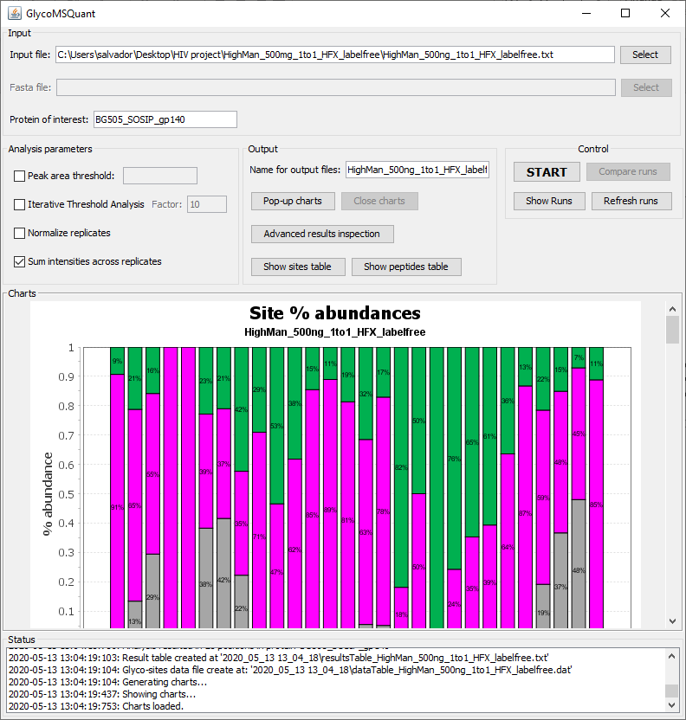 GlycoMSQuant
Input
Input file: C:\Users\salvador\Desktop\HIV project\HighMan_500mg_1to1_HFX_labelfree\HighMan_500ng_1to1_HFX_labelfree.txt Select
Fasta file: Select
Protein of interest: BG505_SOSIP_gp140
Analysis parameters
Peak area threshold:
Iterative Threshold Analysis Factor: 10
Normalize replicates
Sum intensities across replicates
Output
Name for output files: HighMan_500ng_1to1_HFX_labelf
Pop-up charts Close charts
Advanced results inspection
Show sites table Show peptides table
Control
START Compare runs
Show Runs Refresh runs
Charts
Site % abundances
HighMan_500ng_1to1_HFX_labelfree
% abundance
1
0.9
0.8
0.7
0.6
0.5
0.4
0.3
0.2
0.1
9% 21% 16% 23% 21% 42% 29% 53% 38% 15% 11% 19% 32% 17% 82% 50% 76% 65% 61% 36% 13% 22% 15% 7% 11%
91% 65% 55% 39% 37% 71% 47% 62% 85% 89% 81% 63% 78% 18% 50% 24% 35% 39% 64% 87% 59% 48% 45%
13% 29% 38% 42% 22% 19% 37% 48%
Status
2020-05-13 13:04:19:103: Result table created at '2020_05_13 13_04_18\resultsTable_HighMan_500ng_1to1_HFX_labelfree.txt'
2020-05-13 13:04:19:104: Glyco-sites data file create at: '2020_05_13 13_04_18\dataTable_HighMan_500ng_1to1_HFX_labelfree.dat'
2020-05-13 13:04:19:104: Generating charts...
2020-05-13 13:04:19:437: Showing charts...
2020-05-13 13:04:19:753: Charts loaded.